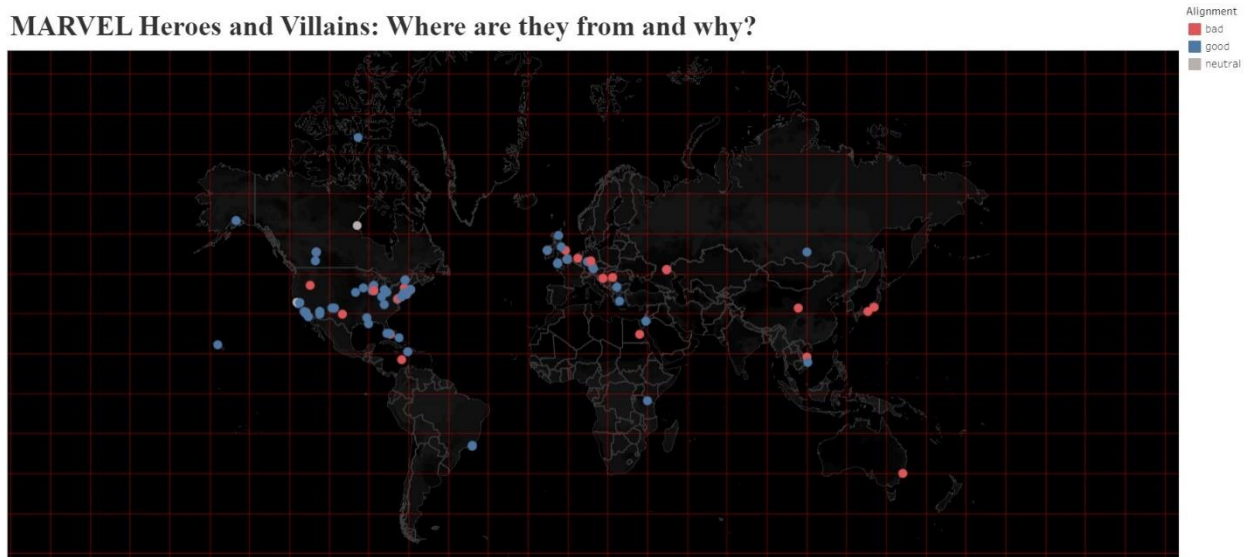 MARVEL Heroes and Villains: Where are they from and why?
Alignment
bad
good
neutral